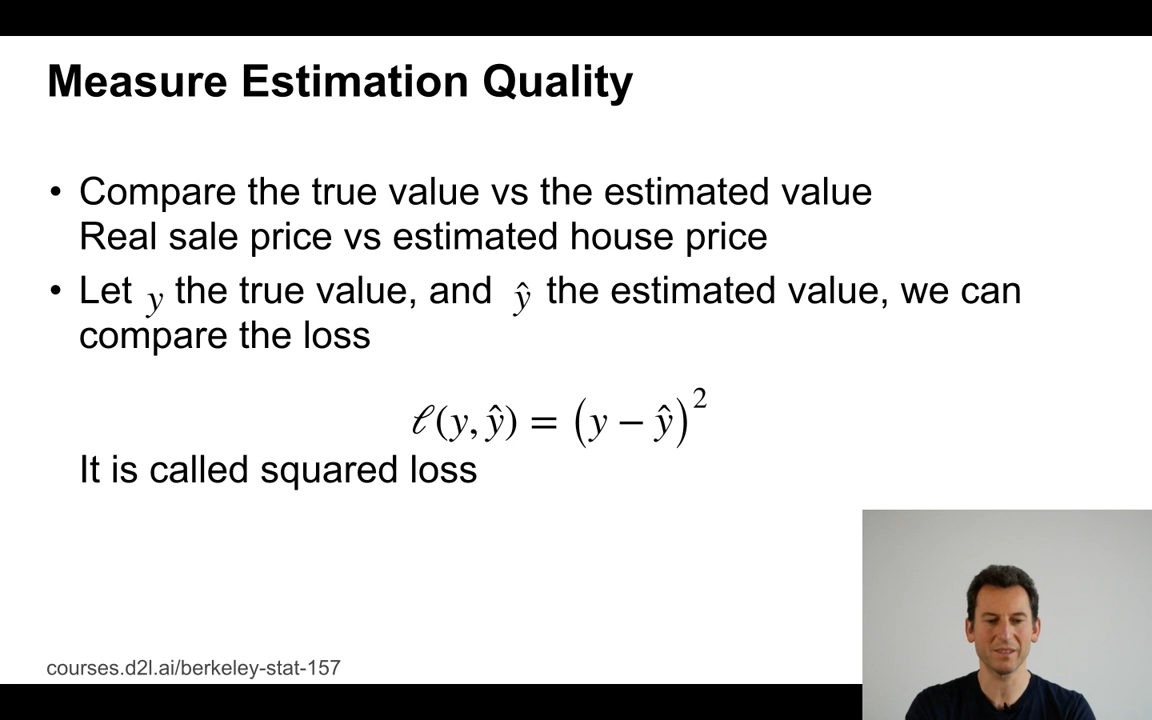 Measure Estimation Quality
• Compare the true value vs the estimated value
Real sale price vs estimated house price
• Let y the true value, and ŷ the estimated value, we can
compare the loss
ℓ(y, ŷ) = (y − ŷ)²
It is called squared loss
courses.d2l.ai/berkeley-stat-157